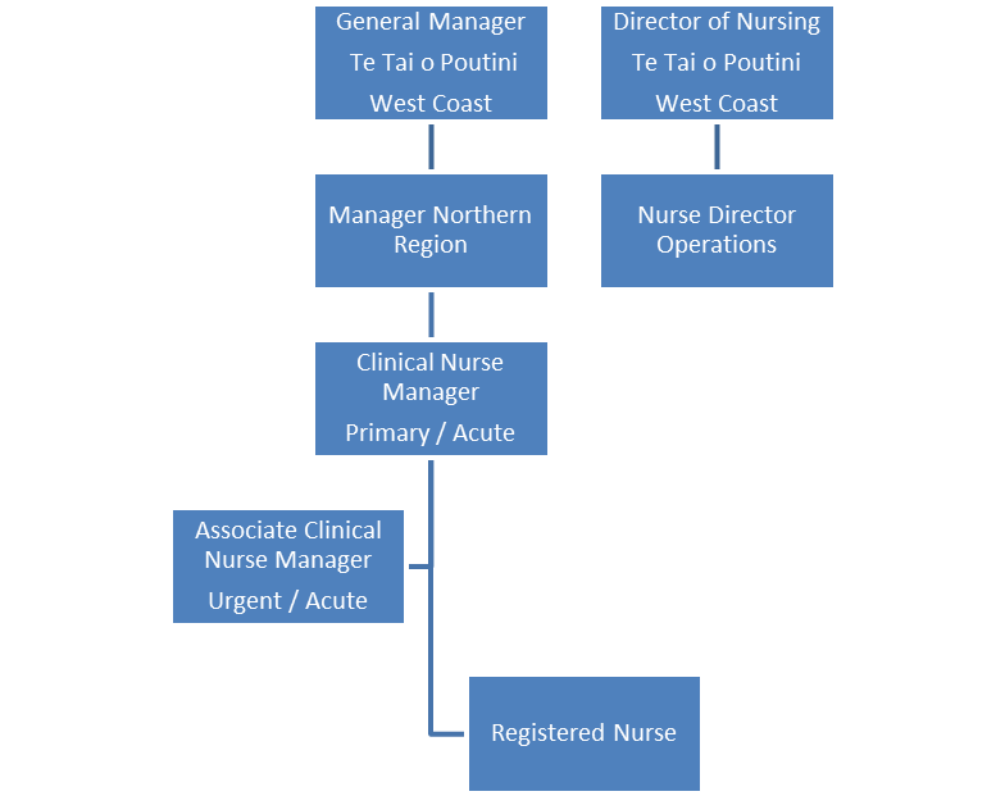 General Manager
Te Tai o Poutini
West Coast
Director of Nursing
Te Tai o Poutini
West Coast
Manager Northern
Region
Nurse Director
Operations
Clinical Nurse
Manager
Primary / Acute
Associate Clinical
Nurse Manager
Urgent / Acute
Registered Nurse